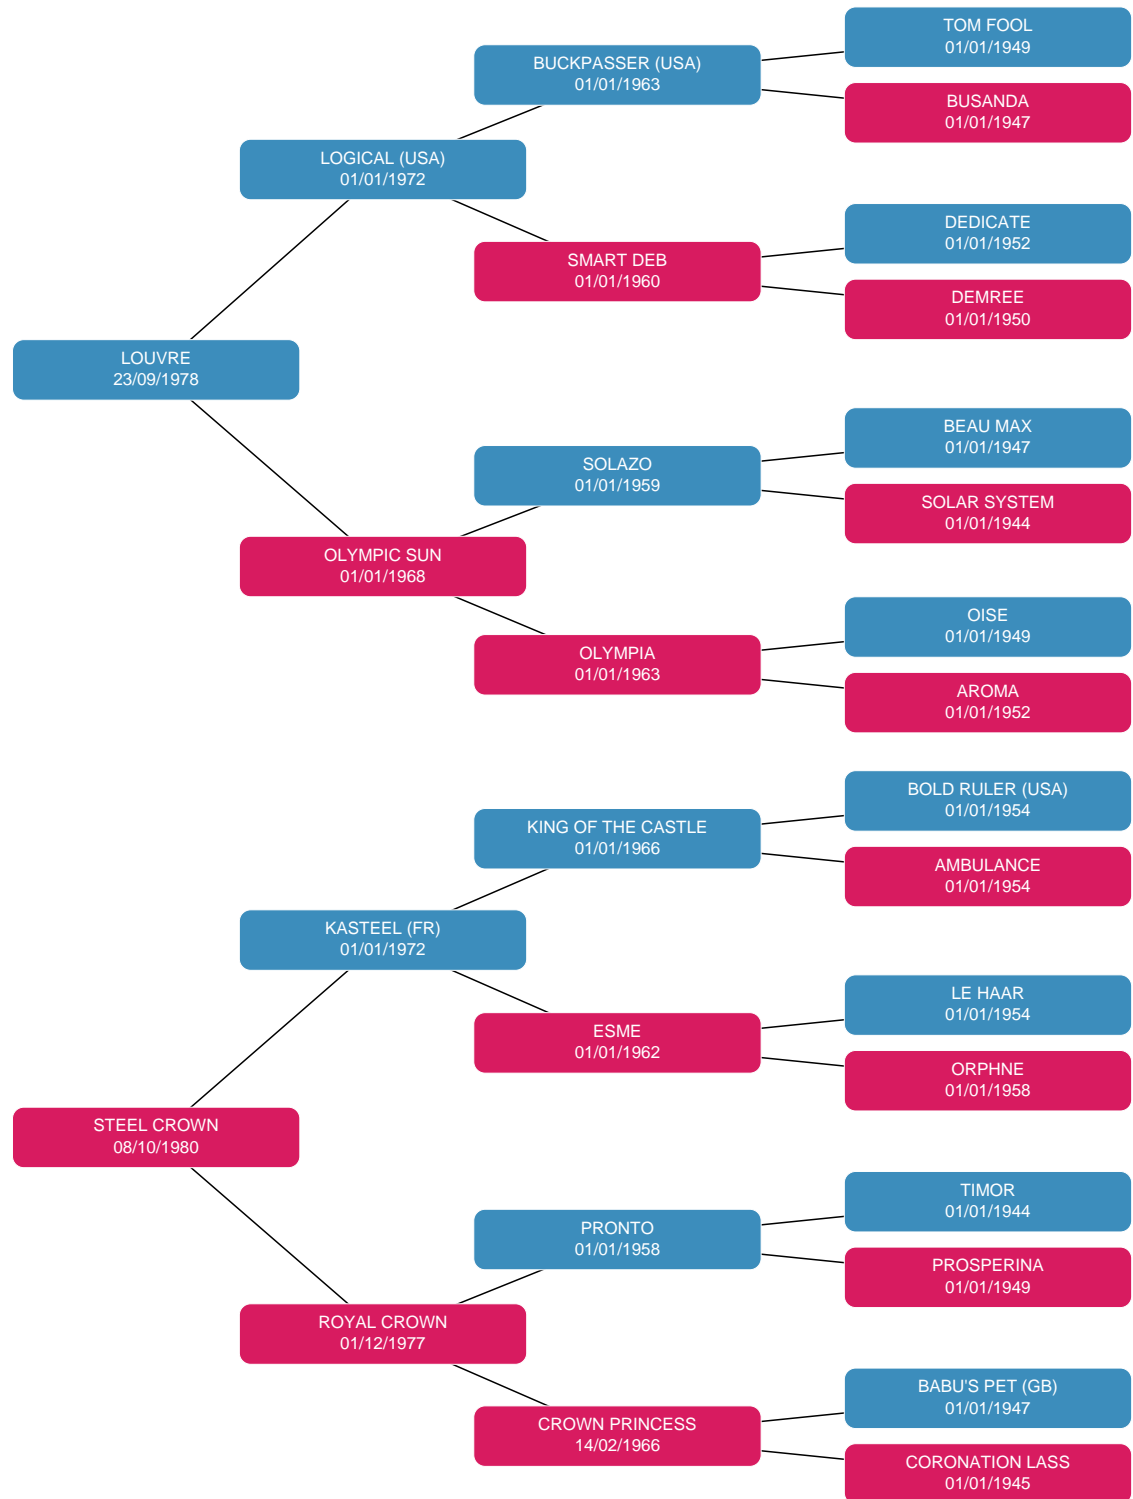 TOM FOOL
01/01/1949
BUCKPASSER (USA)
01/01/1963
BUSANDA
01/01/1947
LOGICAL (USA)
01/01/1972
DEDICATE
01/01/1952
SMART DEB
01/01/1960
DEMREE
01/01/1950
LOUVRE
23/09/1978
BEAU MAX
01/01/1947
SOLAZO
01/01/1959
SOLAR SYSTEM
01/01/1944
OLYMPIC SUN
01/01/1968
OISE
01/01/1949
OLYMPIA
01/01/1963
AROMA
01/01/1952
BOLD RULER (USA)
01/01/1954
KING OF THE CASTLE
01/01/1966
AMBULANCE
01/01/1954
KASTEEL (FR)
01/01/1972
LE HAAR
01/01/1954
ESME
01/01/1962
ORPHNE
01/01/1958
STEEL CROWN
08/10/1980
TIMOR
01/01/1944
PRONTO
01/01/1958
PROSPERINA
01/01/1949
ROYAL CROWN
01/12/1977
BABU'S PET (GB)
01/01/1947
CROWN PRINCESS
14/02/1966
CORONATION LASS
01/01/1945